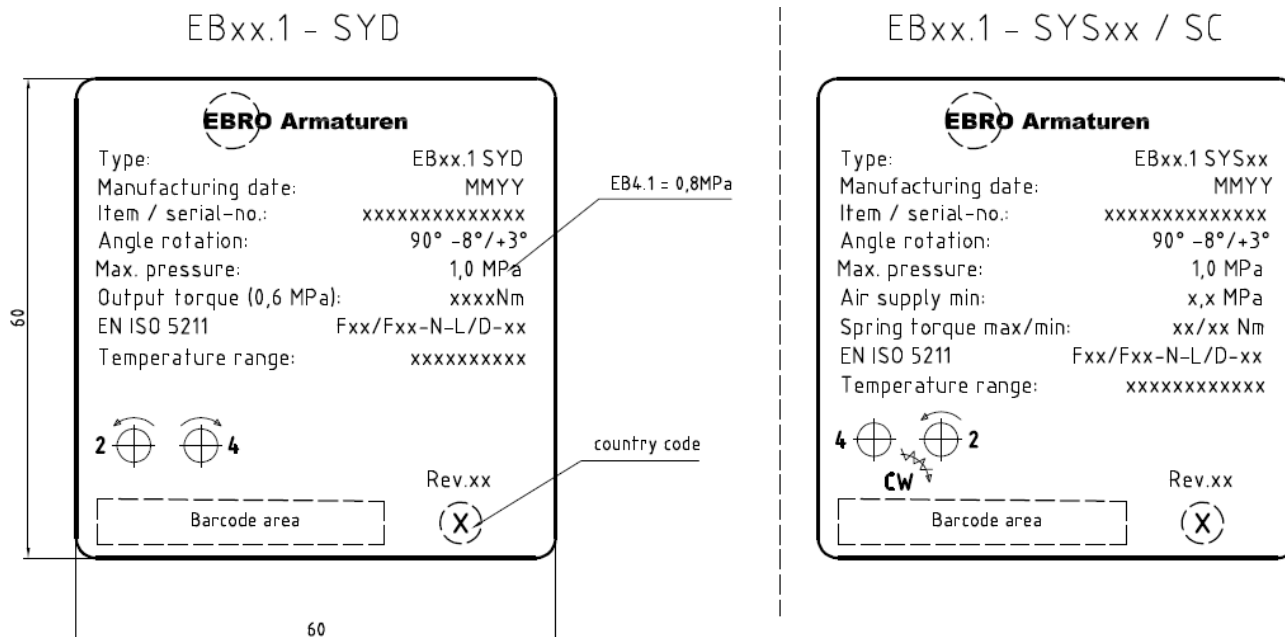 EBxx.1 - SYD
EBRO Armaturen
Type: EBxx.1 SYD
Manufacturing date: MMYY
Item / serial-no.: xxxxxxxxxxxxxx
Angle rotation: 90° -8°/+3°
Max. pressure: 1,0 MPa
Output torque (0,6 MPa): xxxxNm
EN ISO 5211 Fxx/Fxx-N-L/D-xx
Temperature range: xxxxxxxxxx
2 4
Rev.xx
Barcode area X
60
60
EB4.1 = 0,8MPa
country code
EBxx.1 - SYSxx / SC
EBRO Armaturen
Type: EBxx.1 SYSxx
Manufacturing date: MMYY
Item / serial-no.: xxxxxxxxxxxxxx
Angle rotation: 90° -8°/+3°
Max. pressure: 1,0 MPa
Air supply min: x,x MPa
Spring torque max/min: xx/xx Nm
EN ISO 5211 Fxx/Fxx-N-L/D-xx
Temperature range: xxxxxxxxxxxx
4 2
CW
Rev.xx
Barcode area X